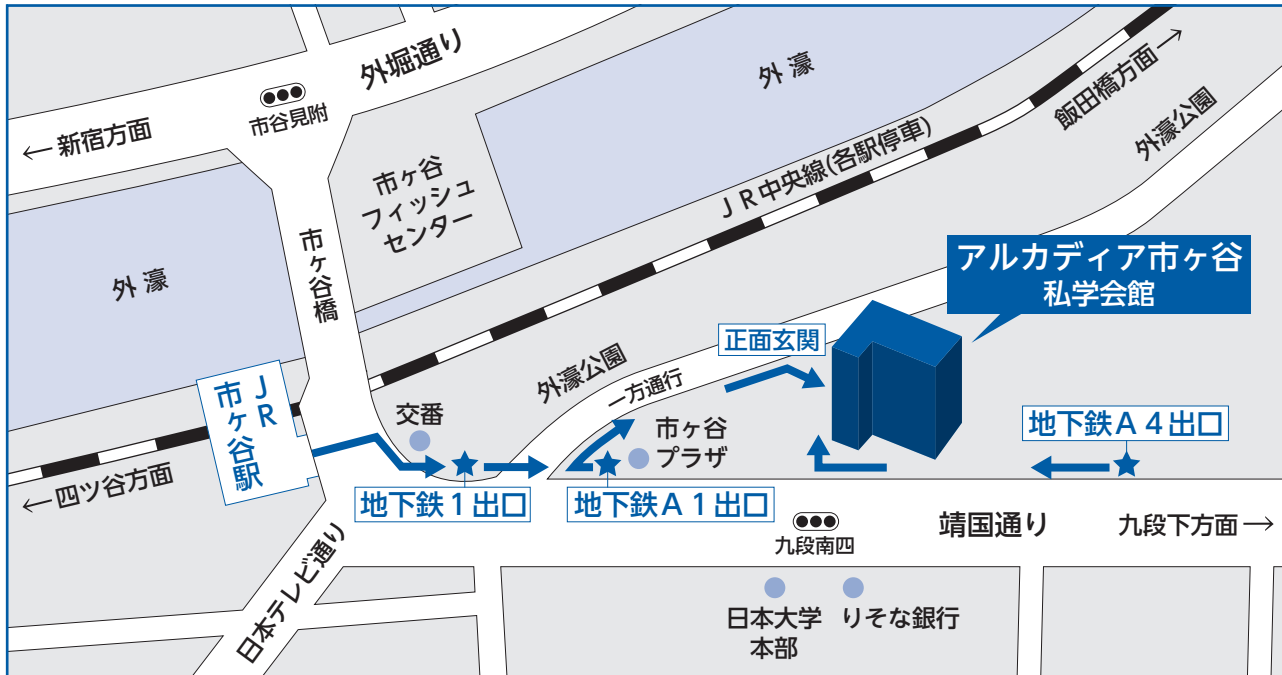 外堀通り
外濠
飯田橋方面→
市谷見附
←新宿方面
外濠公園
JR中央線(各駅停車)
市ヶ谷
フィッシュ
センター
市ヶ谷橋
外濠
アルカディア市ヶ谷
私学会館
正面玄関
外濠公園
一方通行
JR
市ヶ谷駅
交番
市ヶ谷
プラザ
地下鉄A4出口
←四ツ谷方面
地下鉄1出口
地下鉄A1出口
靖国通り
九段下方面→
九段南四
日本テレビ通り
日本大学
本部
りそな銀行